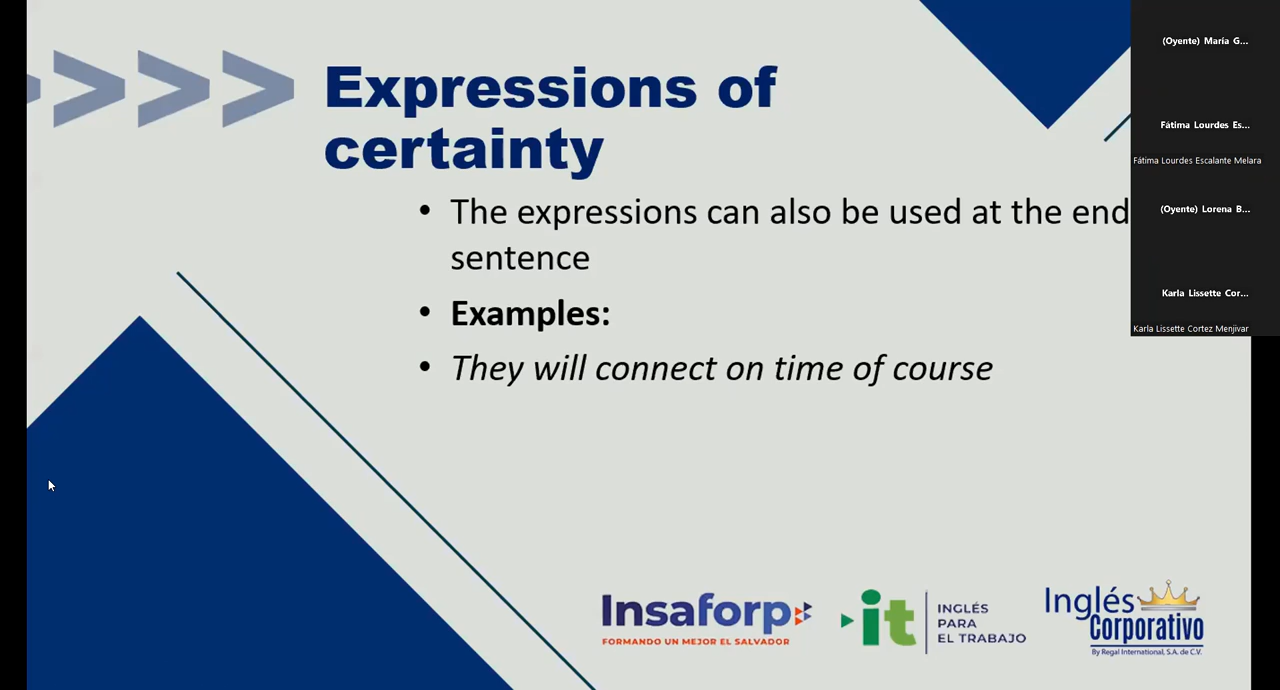 Expressions of
certainty
• The expressions can also be used at the end
sentence
• Examples:
• They will connect on time of course
(Oyente) María G...
Fátima Lourdes Es...
Fátima Lourdes Escalante Melara
(Oyente) Lorena B...
Karla Lissette Cor...
Karla Lissette Cortez Menjivar
Insaforp
FORMANDO UN MEJOR EL SALVADOR
it
INGLÉS
PARA
EL TRABAJO
Inglés
Corporativo
By Regal International, S.A. de C.V.